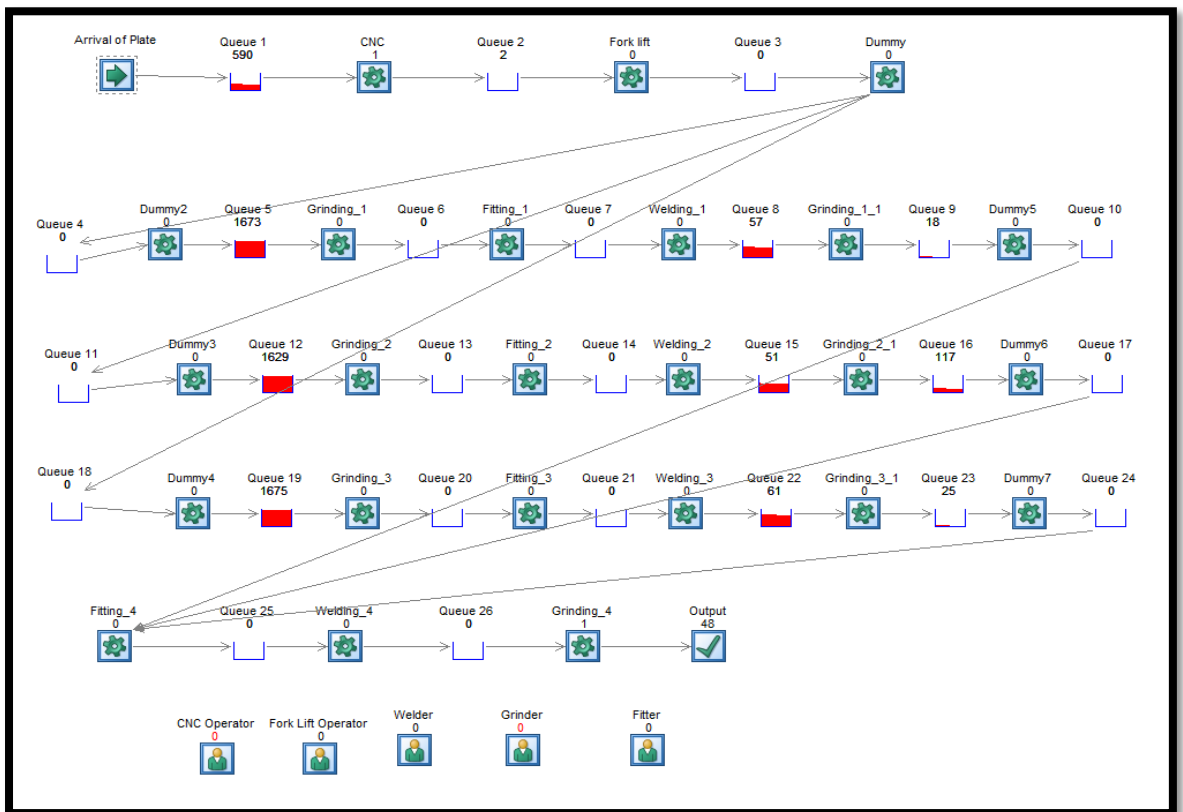 Arrival of Plate
Queue 1
590
CNC
1
Queue 2
2
Fork lift
0
Queue 3
0
Dummy
0
Queue 4
0
Dummy2
0
Queue 5
1673
Grinding_1
0
Queue 6
0
Fitting_1
0
Queue 7
0
Welding_1
0
Queue 8
57
Grinding_1_1
0
Queue 9
18
Dummy5
0
Queue 10
0
Queue 11
0
Dummy3
0
Queue 12
1629
Grinding_2
0
Queue 13
0
Fitting_2
0
Queue 14
0
Welding_2
0
Queue 15
51
Grinding_2_1
0
Queue 16
117
Dummy6
0
Queue 17
0
Queue 18
0
Dummy4
0
Queue 19
1675
Grinding_3
0
Queue 20
0
Fitting_3
0
Queue 21
0
Welding_3
0
Queue 22
61
Grinding_3_1
0
Queue 23
25
Dummy7
0
Queue 24
0
Fitting_4
0
Queue 25
0
Welding_4
0
Queue 26
0
Grinding_4
1
Output
48
CNC Operator
0
Fork Lift Operator
0
Welder
0
Grinder
0
Fitter
0